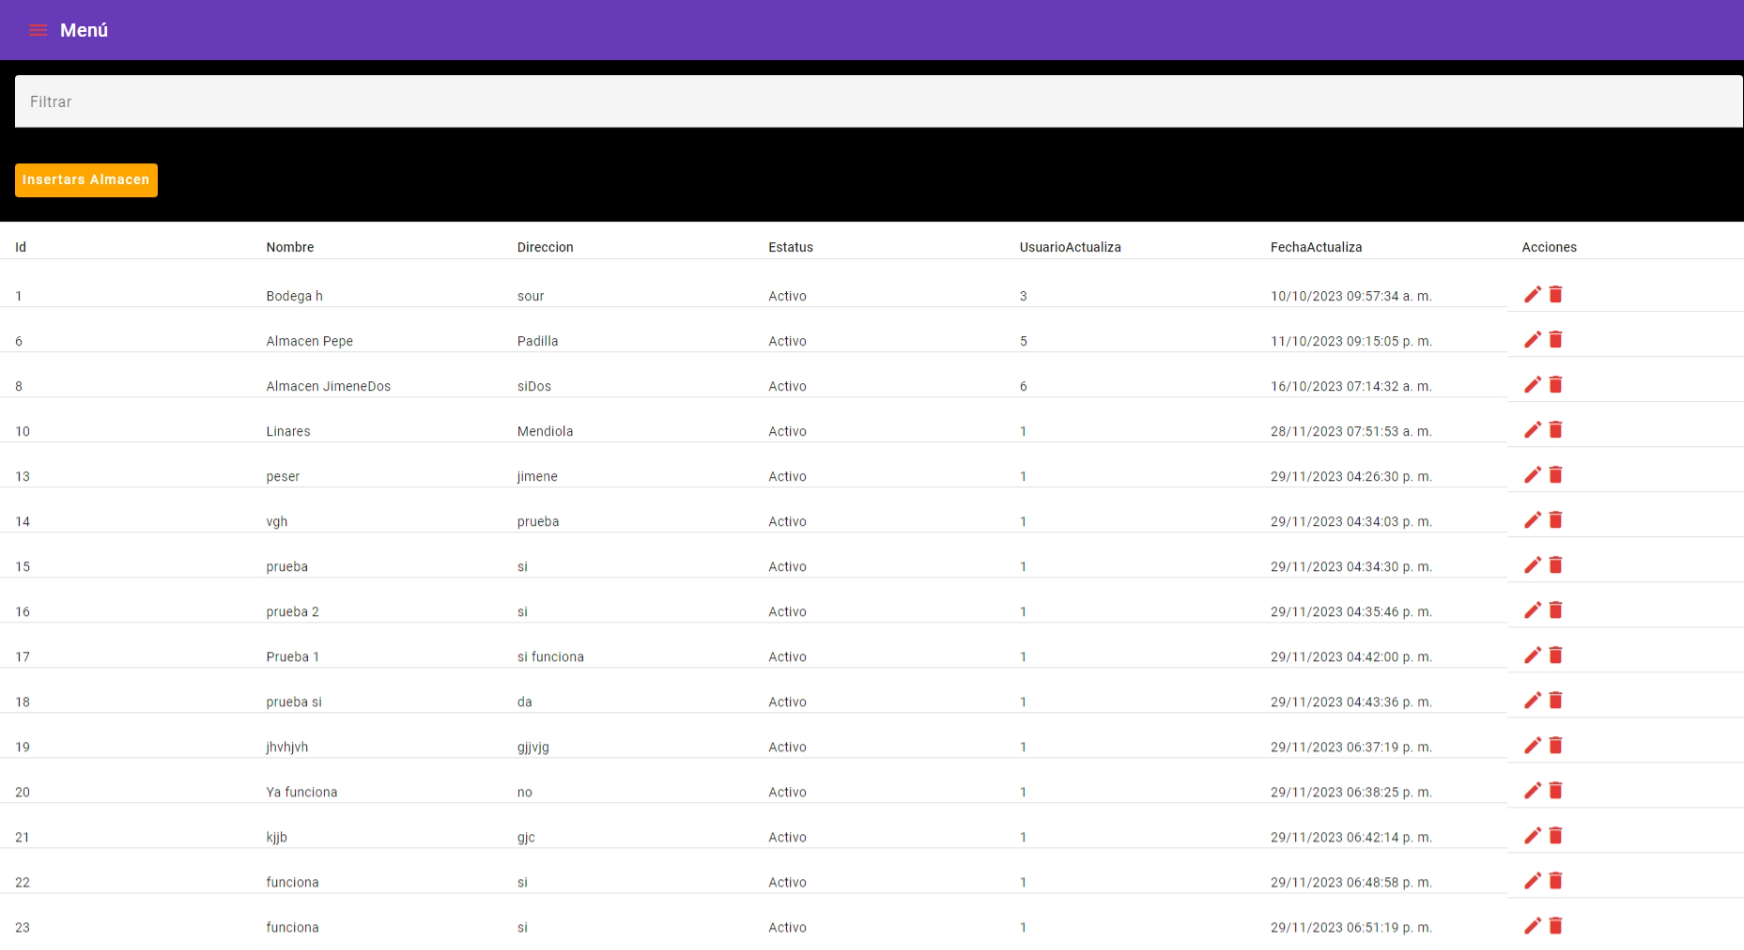 Menú
Filtrar
Insertars Almacen
Id Nombre Direccion Estatus UsuarioActualiza FechaActualiza Acciones
1 Bodega h sour Activo 3 10/10/2023 09:57:34 a. m.
6 Almacen Pepe Padilla Activo 5 11/10/2023 09:15:05 p. m.
8 Almacen JimeneDos siDos Activo 6 16/10/2023 07:14:32 a. m.
10 Linares Mendiola Activo 1 28/11/2023 07:51:53 a. m.
13 peser jimene Activo 1 29/11/2023 04:26:30 p. m.
14 vgh prueba Activo 1 29/11/2023 04:34:03 p. m.
15 prueba si Activo 1 29/11/2023 04:34:30 p. m.
16 prueba 2 si Activo 1 29/11/2023 04:35:46 p. m.
17 Prueba 1 si funciona Activo 1 29/11/2023 04:42:00 p. m.
18 prueba si da Activo 1 29/11/2023 04:43:36 p. m.
19 jhvhjvh gjjvjg Activo 1 29/11/2023 06:37:19 p. m.
20 Ya funciona no Activo 1 29/11/2023 06:38:25 p. m.
21 kjjb gjc Activo 1 29/11/2023 06:42:14 p. m.
22 funciona si Activo 1 29/11/2023 06:48:58 p. m.
23 funciona si Activo 1 29/11/2023 06:51:19 p. m.